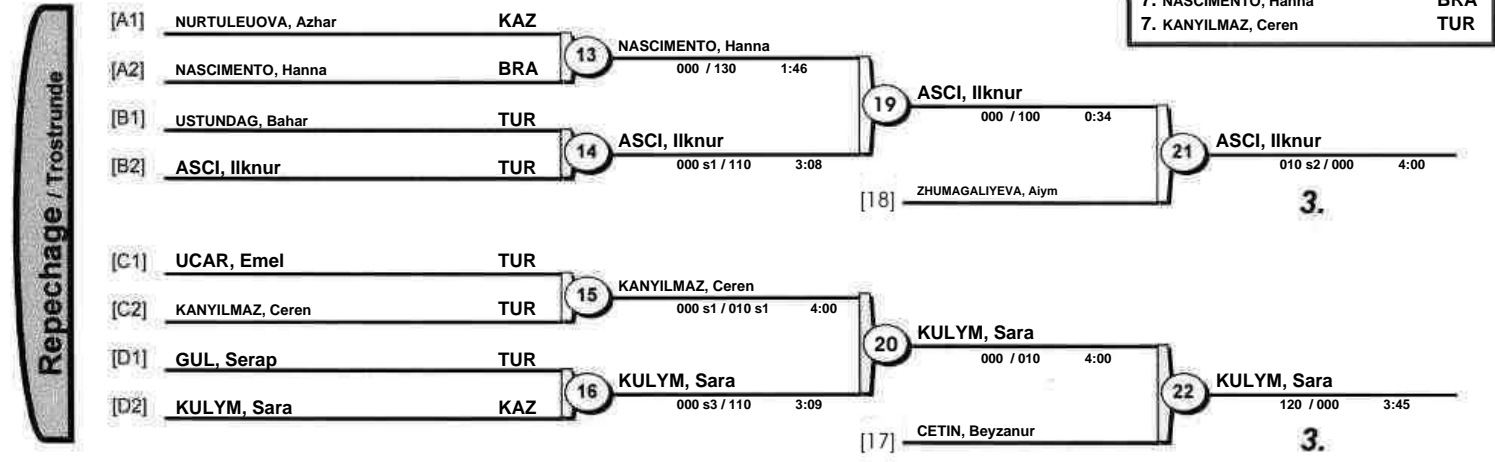 7. NASCIMENTO, Hanna BRA
7. KANYILMAZ, Ceren TUR
Repechage / Trostrunde
[A1] NURTULEUOVA, Azhar KAZ
[A2] NASCIMENTO, Hanna BRA
13 NASCIMENTO, Hanna
000 / 130 1:46
[B1] USTUNDAG, Bahar TUR
[B2] ASCI, Ilknur TUR
14 ASCI, Ilknur
000 s1 / 110 3:08
19 ASCI, Ilknur
000 / 100 0:34
[18] ZHUMAGALIYEVA, Aiym
21 ASCI, Ilknur
010 s2 / 000 4:00
3.
[C1] UCAR, Emel TUR
[C2] KANYILMAZ, Ceren TUR
15 KANYILMAZ, Ceren
000 s1 / 010 s1 4:00
[D1] GUL, Serap TUR
[D2] KULYM, Sara KAZ
16 KULYM, Sara
000 s3 / 110 3:09
20 KULYM, Sara
000 / 010 4:00
[17] CETIN, Beyzanur
22 KULYM, Sara
120 / 000 3:45
3.